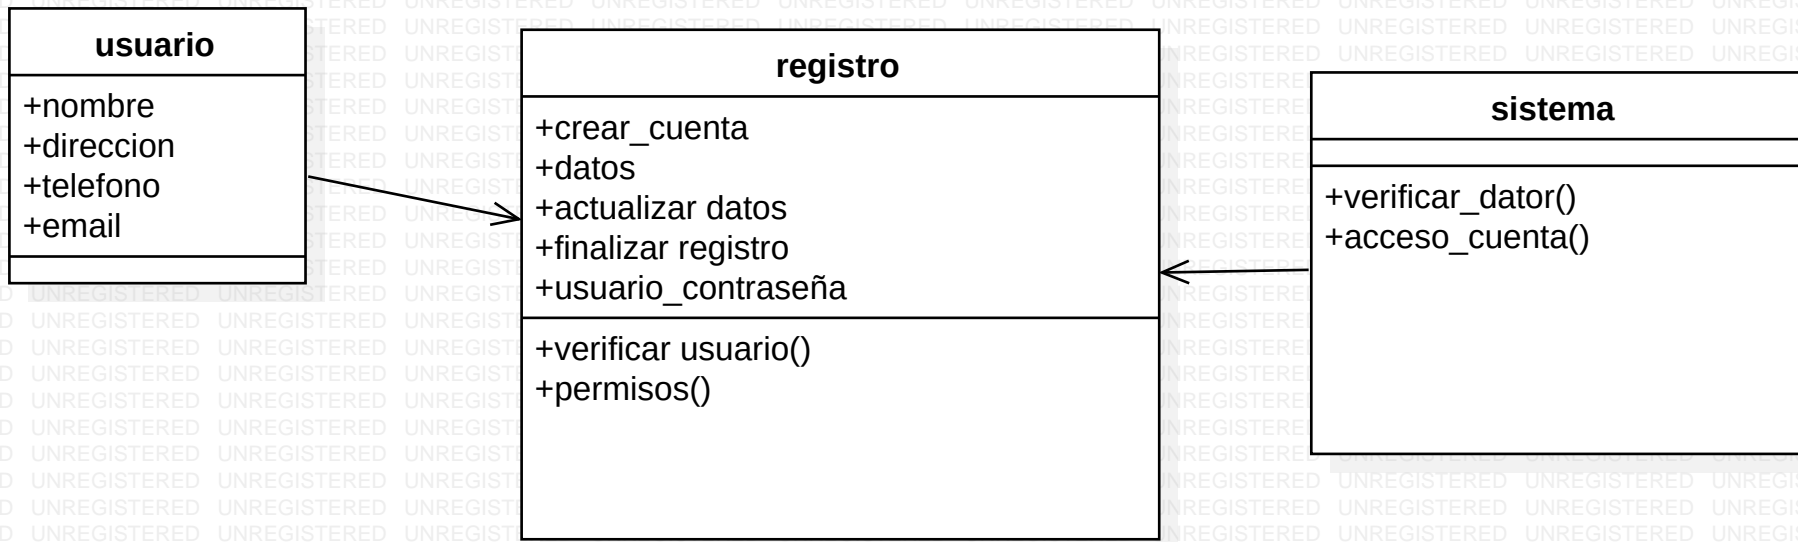 usuario
+nombre
+direccion
+telefono
+email
registro
+crear_cuenta
+datos
+actualizar datos
+finalizar registro
+usuario_contraseña
+verificar usuario()
+permisos()
sistema
+verificar_dator()
+acceso_cuenta()
UNREGISTERED